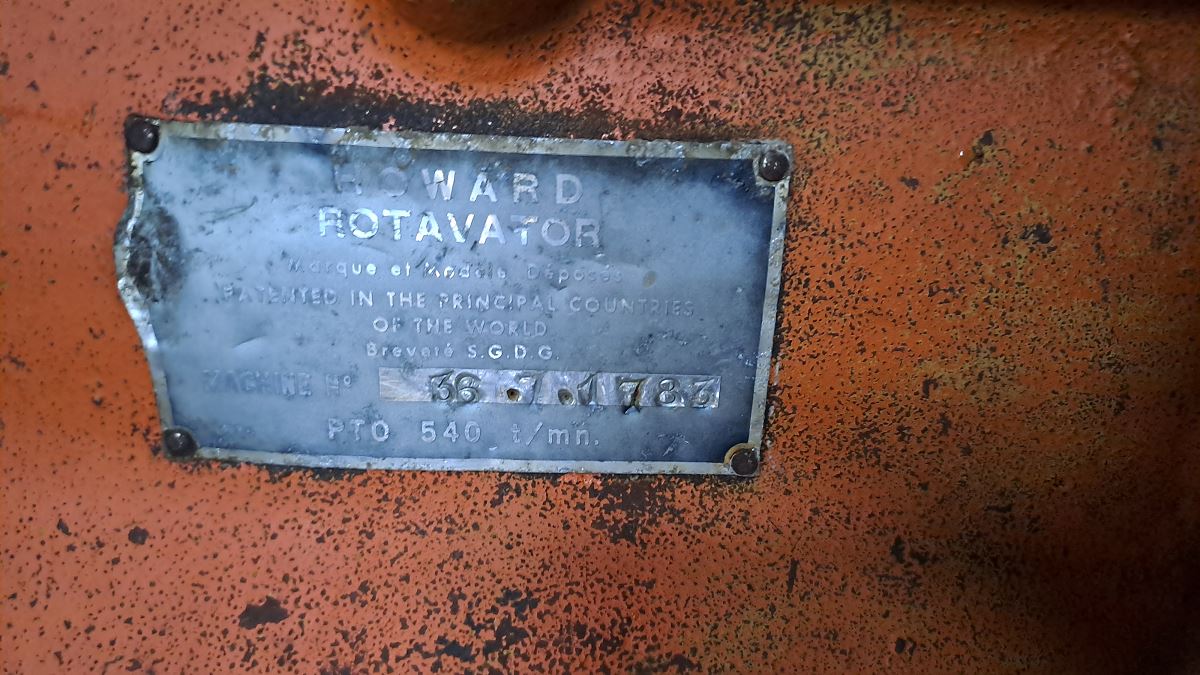 HOWARD
ROTAVATOR
Marque et Modèle Déposés
PATENTED IN THE PRINCIPAL COUNTRIES
OF THE WORLD
Breveté S.G.D.G.
MACHINE No 36.7.1783
PTO 540 t/mn.